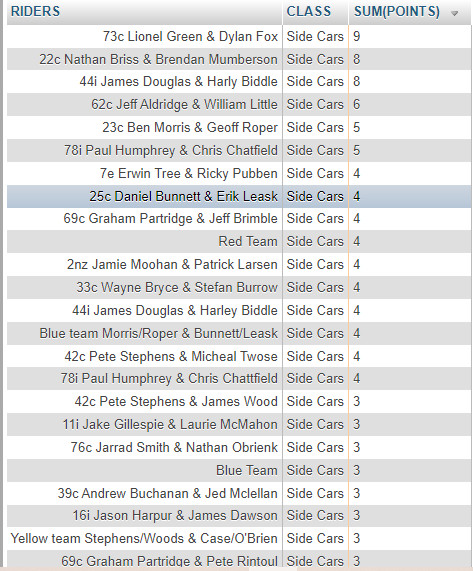 RIDERS CLASS SUM(POINTS)
73c Lionel Green & Dylan Fox Side Cars 9
22c Nathan Briss & Brendan Mumberson Side Cars 8
44i James Douglas & Harly Biddle Side Cars 8
62c Jeff Aldridge & William Little Side Cars 6
23c Ben Morris & Geoff Roper Side Cars 5
78i Paul Humphrey & Chris Chatfield Side Cars 5
7e Erwin Tree & Ricky Pubben Side Cars 4
25c Daniel Bunnett & Erik Leask Side Cars 4
69c Graham Partridge & Jeff Brimble Side Cars 4
Red Team Side Cars 4
2nz Jamie Moohan & Patrick Larsen Side Cars 4
33c Wayne Bryce & Stefan Burrow Side Cars 4
44i James Douglas & Harley Biddle Side Cars 4
Blue team Morris/Roper & Bunnett/Leask Side Cars 4
42c Pete Stephens & Micheal Twose Side Cars 4
78i Paul Humphrey & Chris Chattfield Side Cars 4
42c Pete Stephens & James Wood Side Cars 3
11i Jake Gillespie & Laurie McMahon Side Cars 3
76c Jarrad Smith & Nathan Obrienk Side Cars 3
Blue Team Side Cars 3
39c Andrew Buchanan & Jed Mclellan Side Cars 3
16i Jason Harpur & James Dawson Side Cars 3
Yellow team Stephens/Woods & Case/O'Brien Side Cars 3
69c Graham Partridge & Pete Rintoul Side Cars 3